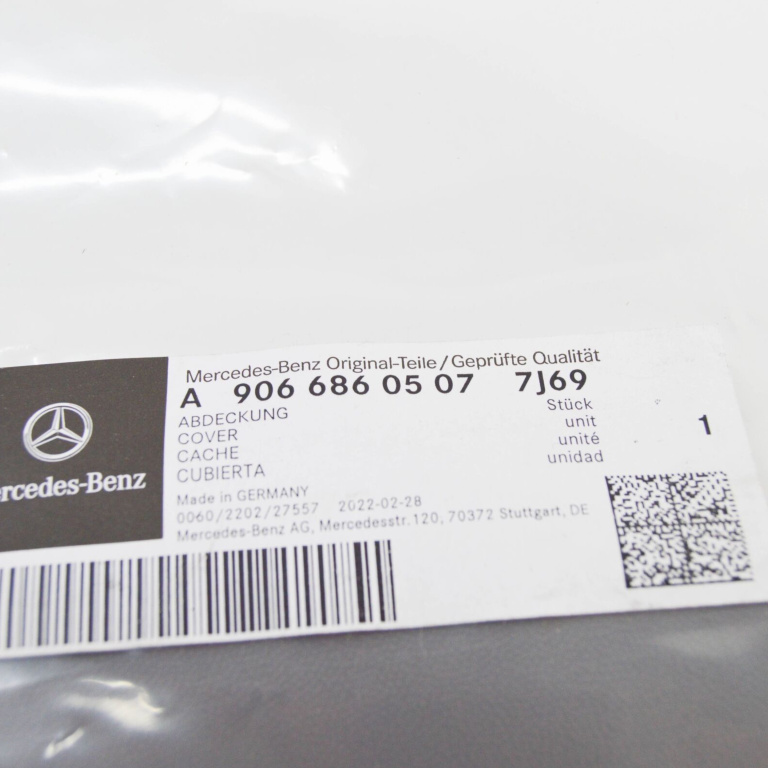 Mercedes-Benz Original-Teile/Geprüfte Qualität
A 906 686 05 07 7J69
ABDECKUNG
COVER
CACHE
CUBIERTA
Stück
unit
unité
unidad
1
Made in GERMANY
0060/2202/27557 2022-02-28
Mercedes-Benz AG, Mercedesstr.120, 70372 Stuttgart, DE
rcedes-Benz